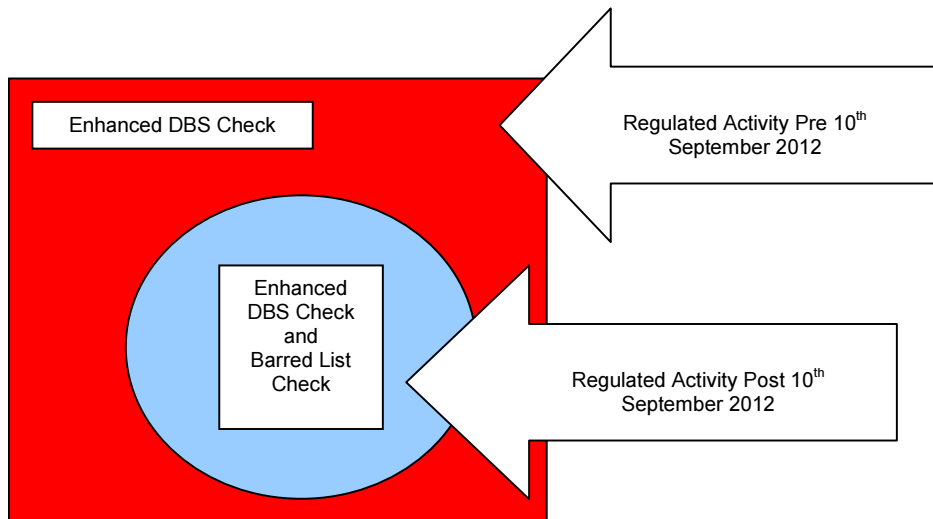 Enhanced DBS Check
Regulated Activity Pre 10th
September 2012
Enhanced
DBS Check
and
Barred List
Check
Regulated Activity Post 10th
September 2012